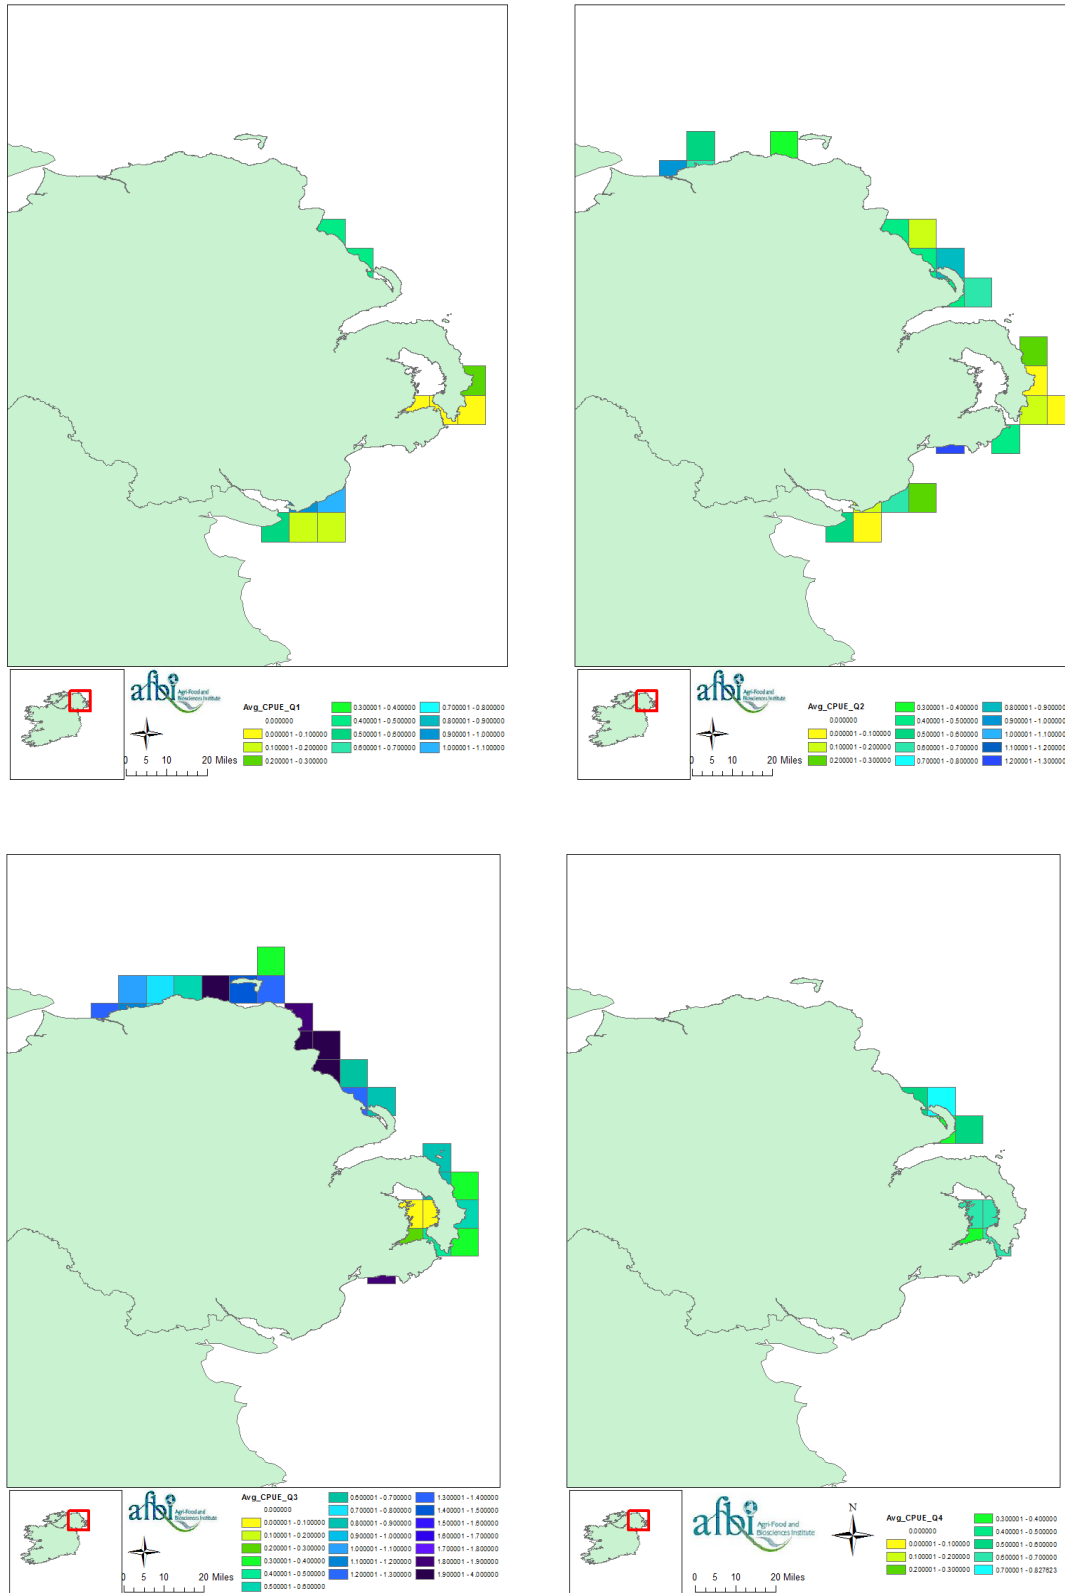 afbi Agri-Food and Biosciences Institute
Avg_CPUE_Q1
0.000000
0.000001 - 0.100000
0.100001 - 0.200000
0.200001 - 0.300000
0.300001 - 0.400000
0.400001 - 0.500000
0.500001 - 0.600000
0.600001 - 0.700000
0.700001 - 0.800000
0.800001 - 0.900000
0.900001 - 1.000000
1.000001 - 1.100000
0 5 10 20 Miles
afbi Agri-Food and Biosciences Institute
Avg_CPUE_Q2
0.000000
0.000001 - 0.100000
0.100001 - 0.200000
0.200001 - 0.300000
0.300001 - 0.400000
0.400001 - 0.500000
0.500001 - 0.600000
0.600001 - 0.700000
0.700001 - 0.800000
0.800001 - 0.900000
0.900001 - 1.000000
1.000001 - 1.100000
1.100001 - 1.200000
1.200001 - 1.300000
0 5 10 20 Miles
afbi Agri-Food and Biosciences Institute
Avg_CPUE_Q3
0.000000
0.000001 - 0.100000
0.100001 - 0.200000
0.200001 - 0.300000
0.300001 - 0.400000
0.400001 - 0.500000
0.500001 - 0.600000
0.600001 - 0.700000
0.700001 - 0.800000
0.800001 - 0.900000
0.900001 - 1.000000
1.000001 - 1.100000
1.100001 - 1.200000
1.200001 - 1.300000
1.300001 - 1.400000
1.400001 - 1.500000
1.500001 - 1.600000
1.600001 - 1.700000
1.700001 - 1.800000
1.800001 - 1.900000
1.900001 - 4.000000
0 5 10 20 Miles
afbi Agri-Food and Biosciences Institute
N
Avg_CPUE_Q4
0.000000
0.000001 - 0.100000
0.100001 - 0.200000
0.200001 - 0.300000
0.300001 - 0.400000
0.400001 - 0.500000
0.500001 - 0.600000
0.600001 - 0.700000
0.700001 - 0.827623
0 5 10 20 Miles